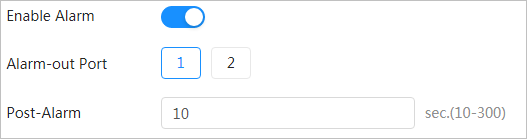 Enable Alarm
Alarm-out Port 1 2
Post-Alarm 10 sec.(10-300)